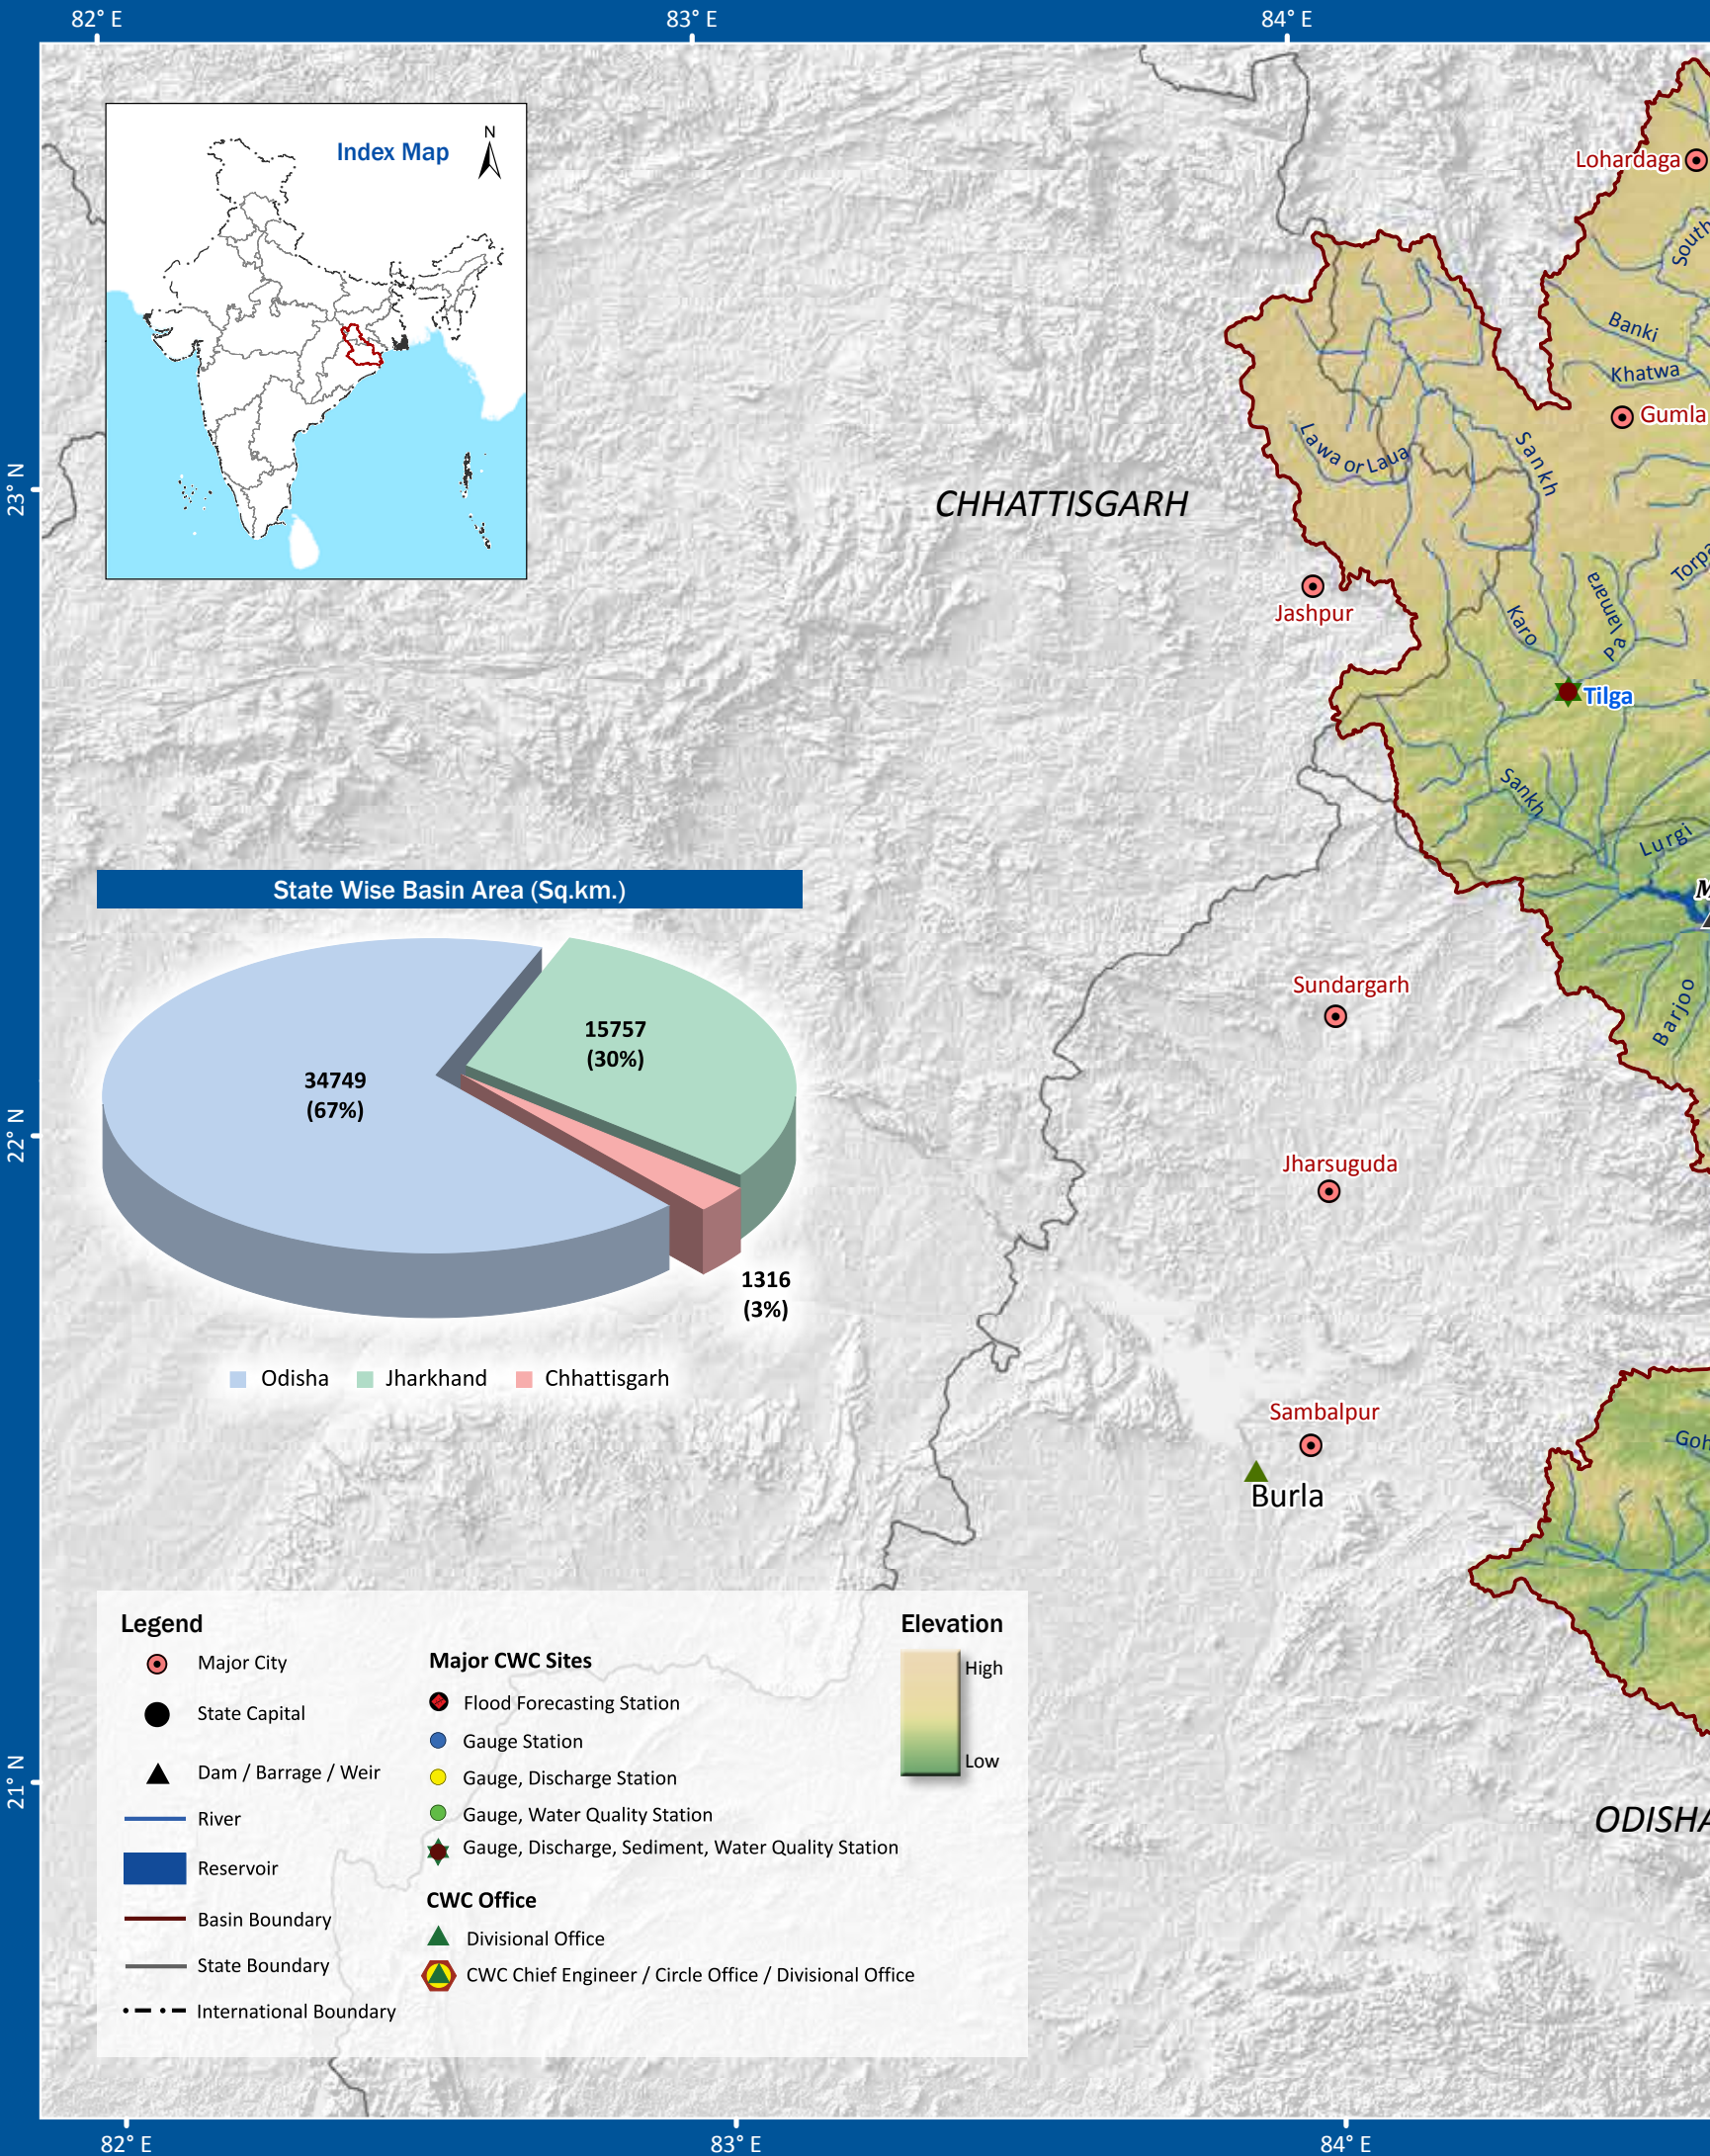 82° E
83° E
84° E
Index Map
N
Lohardaga
South
Banki
Khatwa
Gumla
Lawa or Laua
Sankh
23° N
CHHATTISGARH
Jashpur
Karo
Palamara
Torpa
Tilga
Sankh
Lurgi
M
State Wise Basin Area (Sq.km.)
34749
(67%)
15757
(30%)
1316
(3%)
Odisha
Jharkhand
Chhattisgarh
Sundargarh
Barjoo
22° N
Jharsuguda
Sambalpur
Burla
Goh
Legend
Major City
State Capital
Dam / Barrage / Weir
River
Reservoir
Basin Boundary
State Boundary
International Boundary
Major CWC Sites
Flood Forecasting Station
Gauge Station
Gauge, Discharge Station
Gauge, Water Quality Station
Gauge, Discharge, Sediment, Water Quality Station
CWC Office
Divisional Office
CWC Chief Engineer / Circle Office / Divisional Office
Elevation
High
Low
21° N
ODISHA
82° E
83° E
84° E